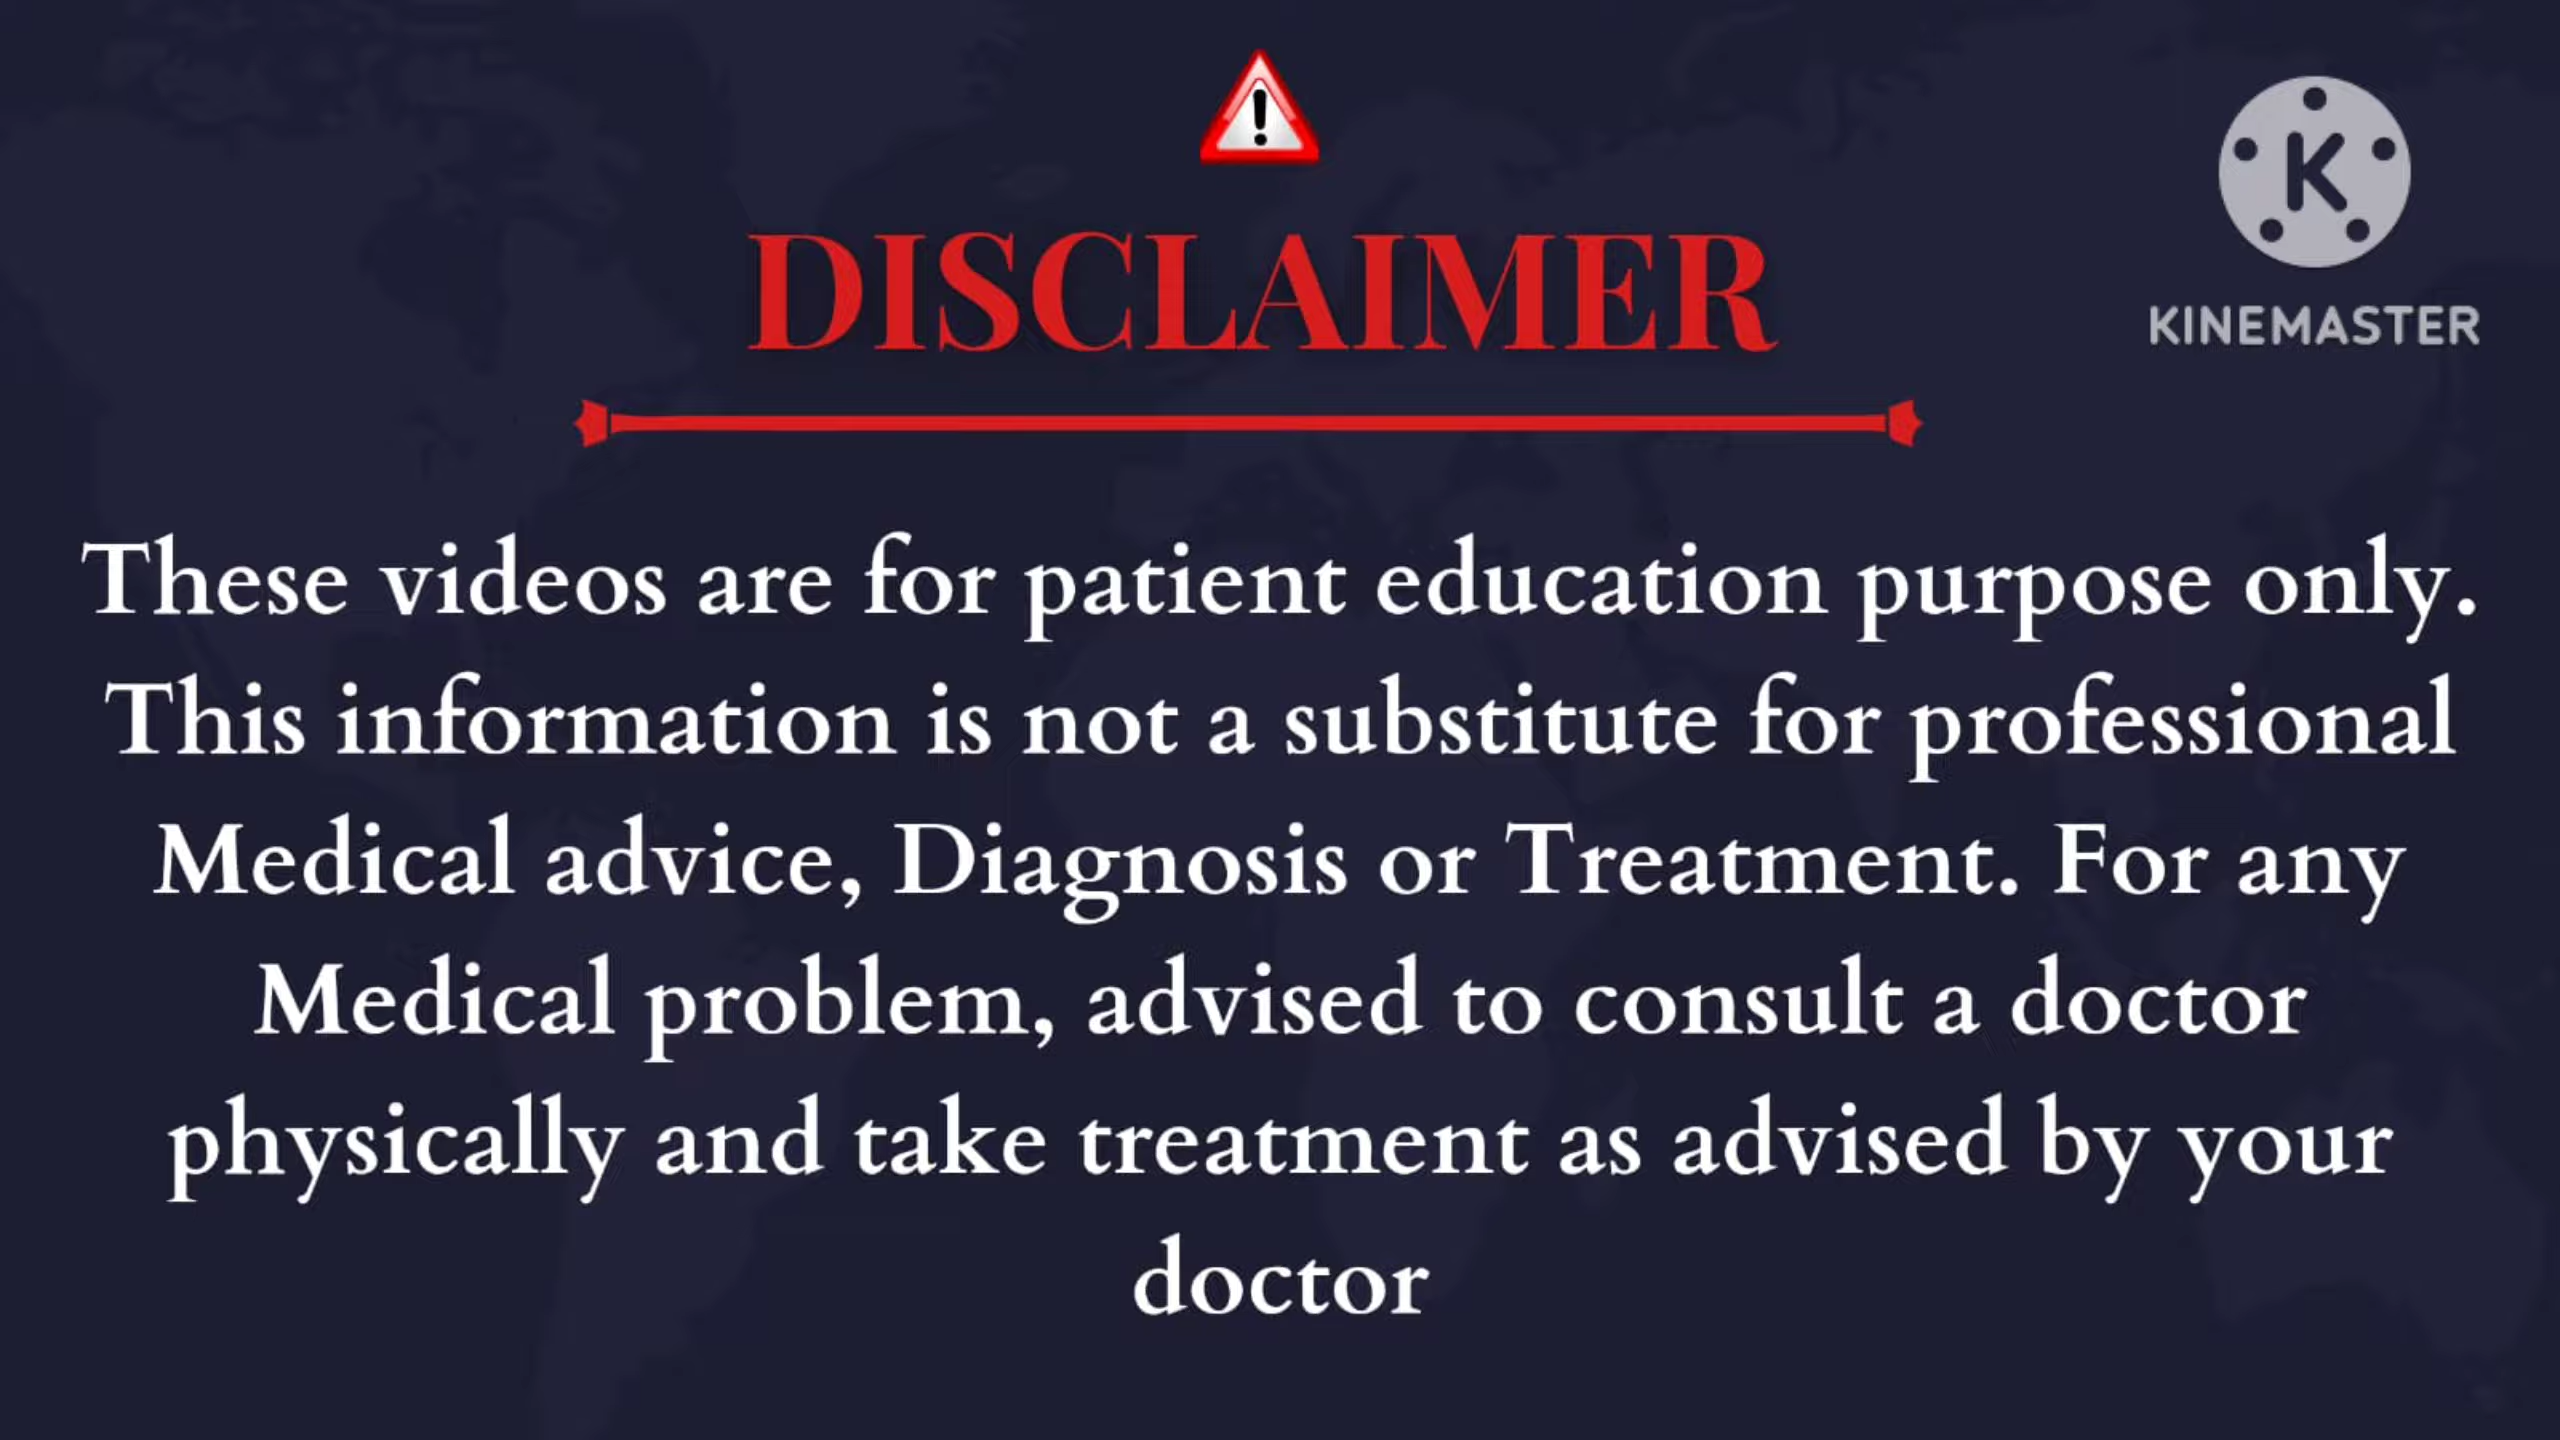 DISCLAIMER
K
KINEMASTER
These videos are for patient education purpose only.
This information is not a substitute for professional
Medical advice, Diagnosis or Treatment. For any
Medical problem, advised to consult a doctor
physically and take treatment as advised by your
doctor